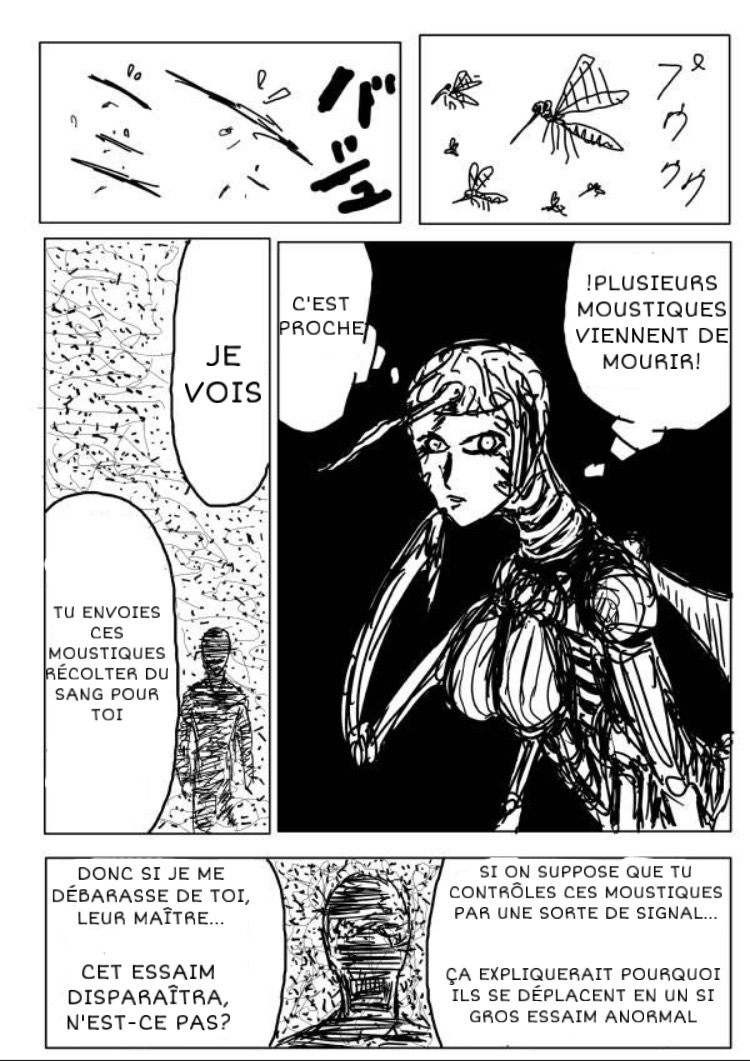 プゥ
ウ
ウウ
バ
シュ
!PLUSIEURS
MOUSTIQUES
VIENNENT DE
MOURIR!
C'EST
PROCHE
JE
VOIS
TU ENVOIES
CES
MOUSTIQUES
RÉCOLTER DU
SANG POUR
TOI
SI ON SUPPOSE QUE TU
CONTRÔLES CES MOUSTIQUES
PAR UNE SORTE DE SIGNAL...
ÇA EXPLIQUERAIT POURQUOI
ILS SE DÉPLACENT EN UN SI
GROS ESSAIM ANORMAL
DONC SI JE ME
DÉBARASSE DE TOI,
LEUR MAÎTRE...
CET ESSAIM
DISPARAÎTRA,
N'EST-CE PAS?